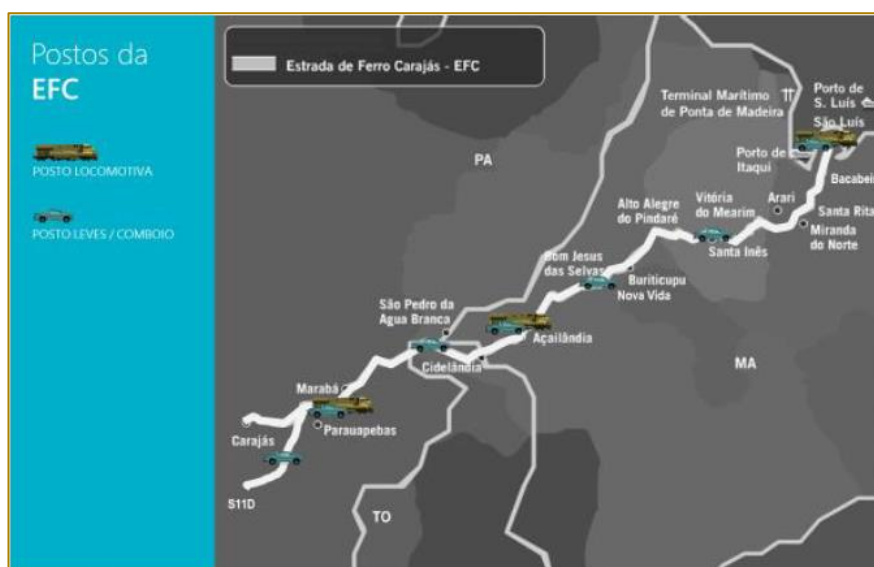 Postos da
EFC
POSTO LOCOMOTIVA
POSTO LEVES / COMBOIO
Estrada de Ferro Carajás - EFC
Terminal Marítimo
de Ponta de Madeira
Porto de
S. Luís
São Luís
Porto de
Itaqui
Bacabeir
PA
Alto Alegre
do Pindaré
Vitória
do Mearim
Arari
Santa Rita
Miranda
do Norte
Santa Inês
Bom Jesus
das Selvas
Buriticupu
Nova Vida
São Pedro da
Agua Branca
Açailândia
Cidelândia
MA
Marabá
Parauapebas
Carajás
S11D
TO